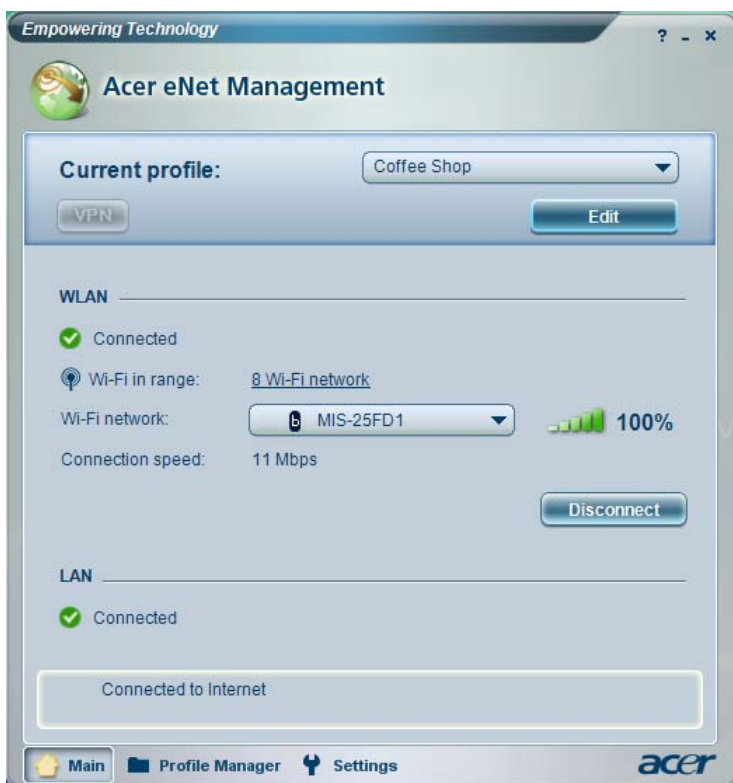 Empowering Technology
? - ×
Acer eNet Management
Current profile:
Coffee Shop
VPN
Edit
WLAN
Connected
Wi-Fi in range:
8 Wi-Fi network
Wi-Fi network:
b MIS-25FD1
100%
Connection speed:
11 Mbps
Disconnect
LAN
Connected
Connected to Internet
Main
Profile Manager
Settings
acer